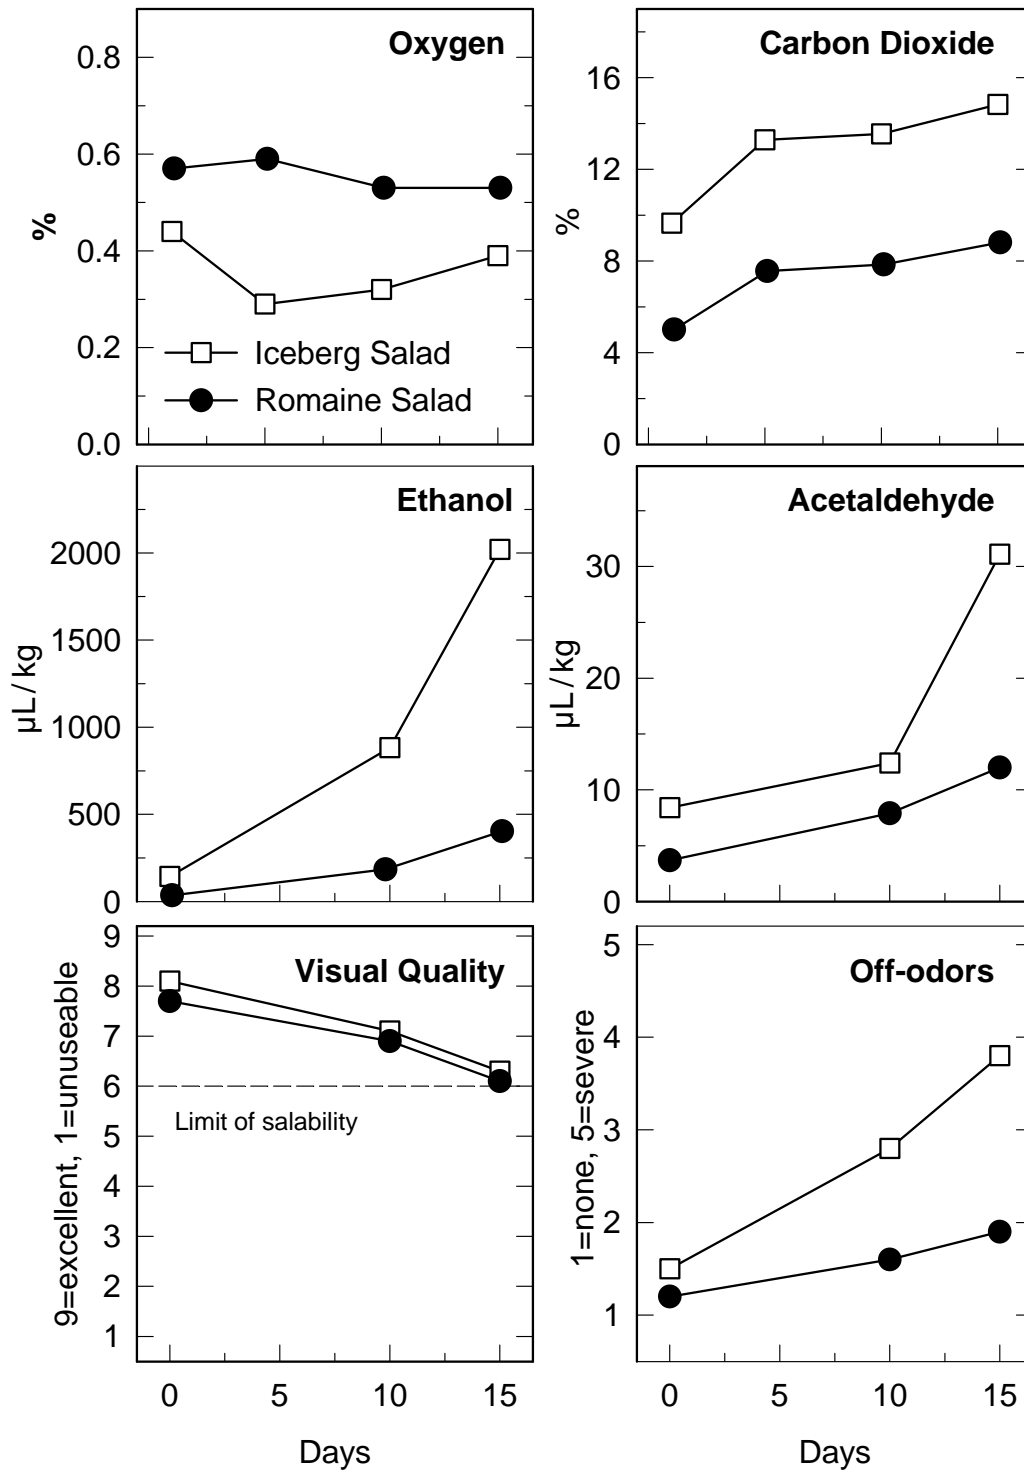 Oxygen
%
0.8
0.6
0.4
0.2
0.0
Iceberg Salad
Romaine Salad
Carbon Dioxide
%
16
12
8
4
0
Ethanol
µL/kg
2000
1500
1000
500
0
Acetaldehyde
µL/kg
30
20
10
0
Visual Quality
9=excellent, 1=unuseable
9
8
7
6
5
4
3
2
1
Limit of salability
0 5 10 15
Days
Off-odors
1=none, 5=severe
5
4
3
2
1
0 5 10 15
Days